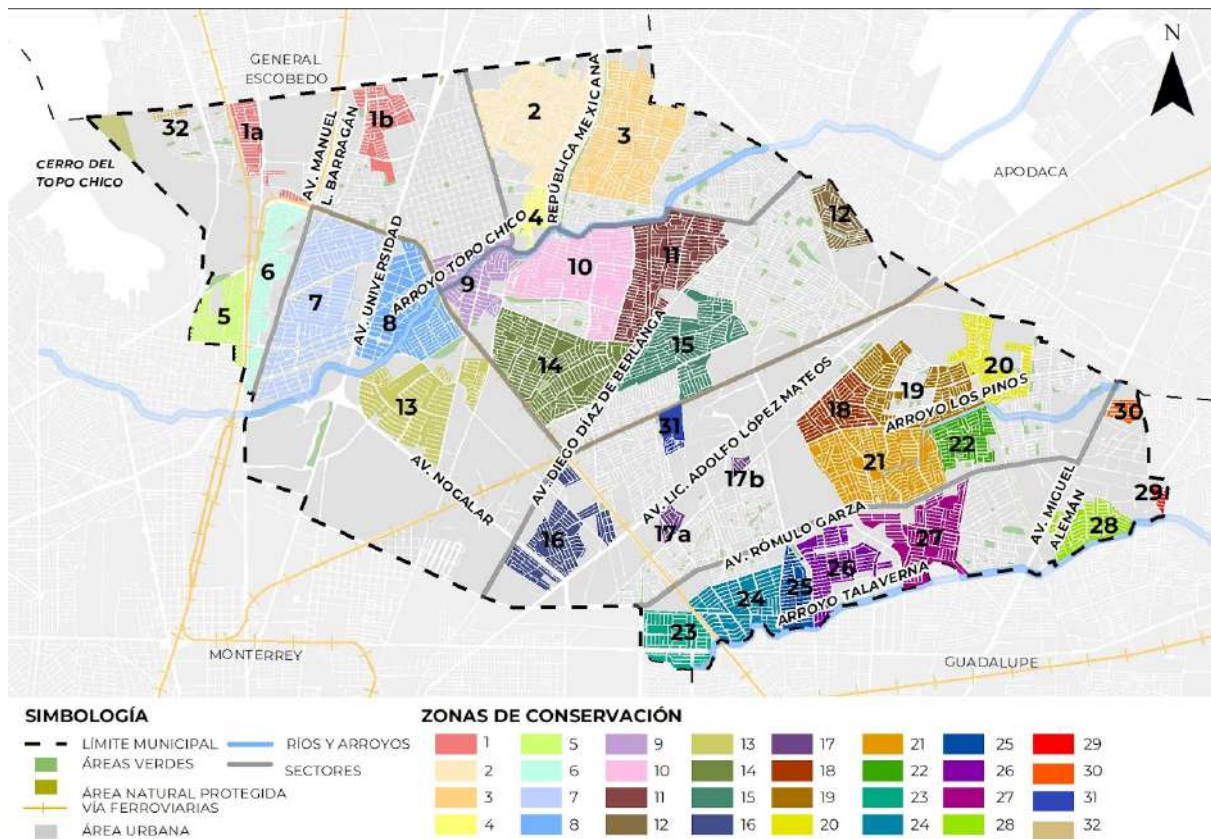 GENERAL
ESCOBEDO
N
32
1a
AV. MANUEL
L. BARRAGÁN
1b
2
REPÚBLICA MEXICANA
3
CERRO DEL
TOPO CHICO
APODACA
4
12
AV. UNIVERSIDAD
ARROYO TOPO CHICO
6
5
7
8
9
10
11
AV. DIEGO DÍAZ DE BERLANGA
14
15
13
AV. LIC. ADOLFO LÓPEZ MATEOS
20
19
ARROYO LOS PINOS
18
30
31
21
22
17b
AV. NOGALAR
AV. MIGUEL
ALEMÁN
29
28
16
17a
AV. RÓMULO GARZA
27
26
25
24
ARROYO TALAVERNA
23
MONTERREY
GUADALUPE
SIMBOLOGÍA
LÍMITE MUNICIPAL
RÍOS Y ARROYOS
ÁREAS VERDES
SECTORES
ÁREA NATURAL PROTEGIDA
VÍA FERROVIARIAS
ÁREA URBANA
ZONAS DE CONSERVACIÓN
1 5 9 13 17 21 25 29
2 6 10 14 18 22 26 30
3 7 11 15 19 23 27 31
4 8 12 16 20 24 28 32